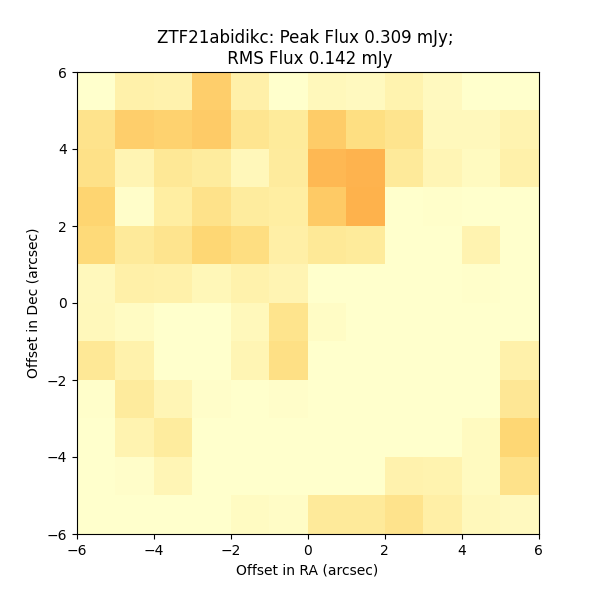 ZTF21abidikc: Peak Flux 0.309 mJy;
RMS Flux 0.142 mJy
6
4
2
0
−2
−4
−6
Offset in Dec (arcsec)
−6 −4 −2 0 2 4 6
Offset in RA (arcsec)